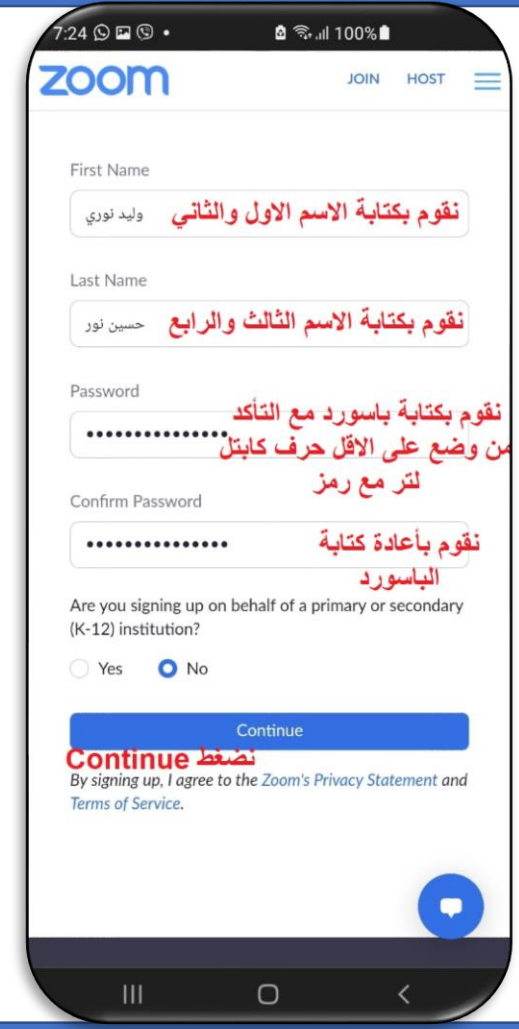 7:24
100%
zoom
JOIN HOST
First Name
وليد نوري نقوم بكتابة الاسم الاول والثاني
Last Name
حسين نور نقوم بكتابة الاسم الثالث والرابع
Password
نقوم بكتابة باسورد مع التأكد
من وضع على الاقل حرف كابتل
لتر مع رمز
•••••••••••••••
Confirm Password
••••••••••••••• نقوم بأعادة كتابة
الباسورد
Are you signing up on behalf of a primary or secondary
(K-12) institution?
Yes No
Continue
نضغط Continue
By signing up, I agree to the Zoom's Privacy Statement and
Terms of Service.